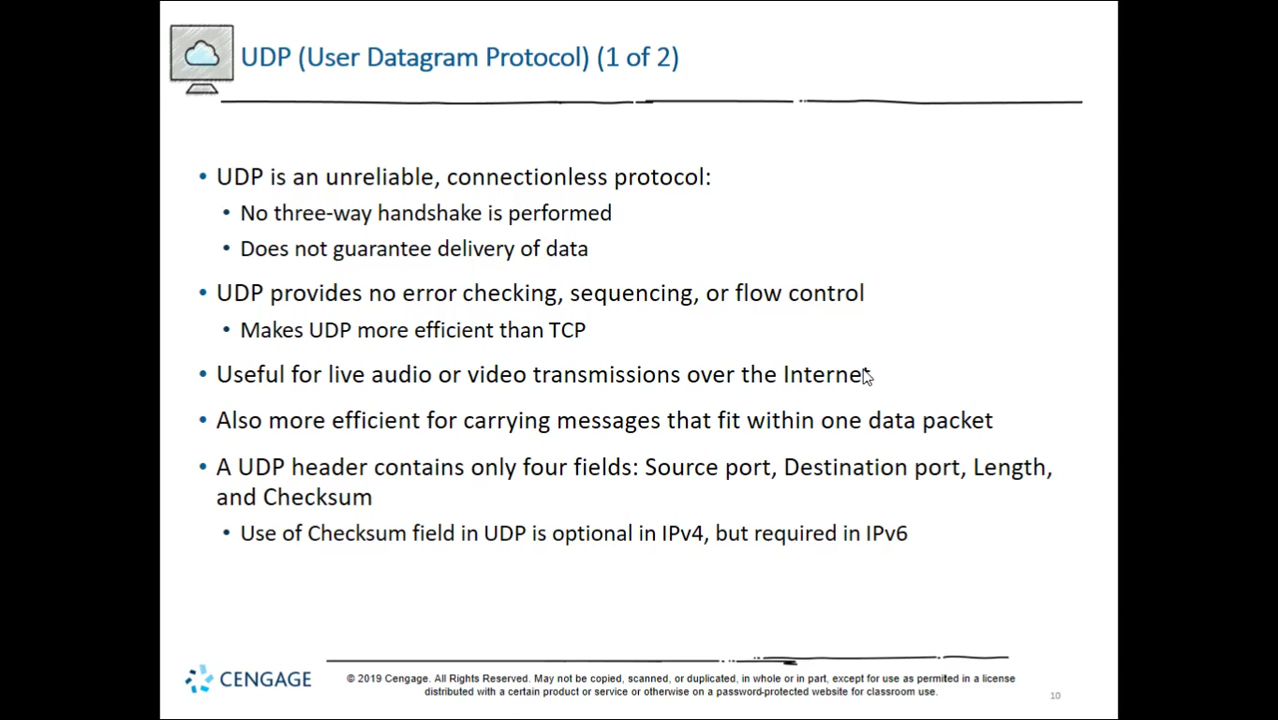 UDP (User Datagram Protocol) (1 of 2)
• UDP is an unreliable, connectionless protocol:
• No three-way handshake is performed
• Does not guarantee delivery of data
• UDP provides no error checking, sequencing, or flow control
• Makes UDP more efficient than TCP
• Useful for live audio or video transmissions over the Internet
• Also more efficient for carrying messages that fit within one data packet
• A UDP header contains only four fields: Source port, Destination port, Length,
and Checksum
• Use of Checksum field in UDP is optional in IPv4, but required in IPv6
CENGAGE
© 2019 Cengage. All Rights Reserved. May not be copied, scanned, or duplicated, in whole or in part, except for use as permitted in a license
distributed with a certain product or service or otherwise on a password-protected website for classroom use.
10